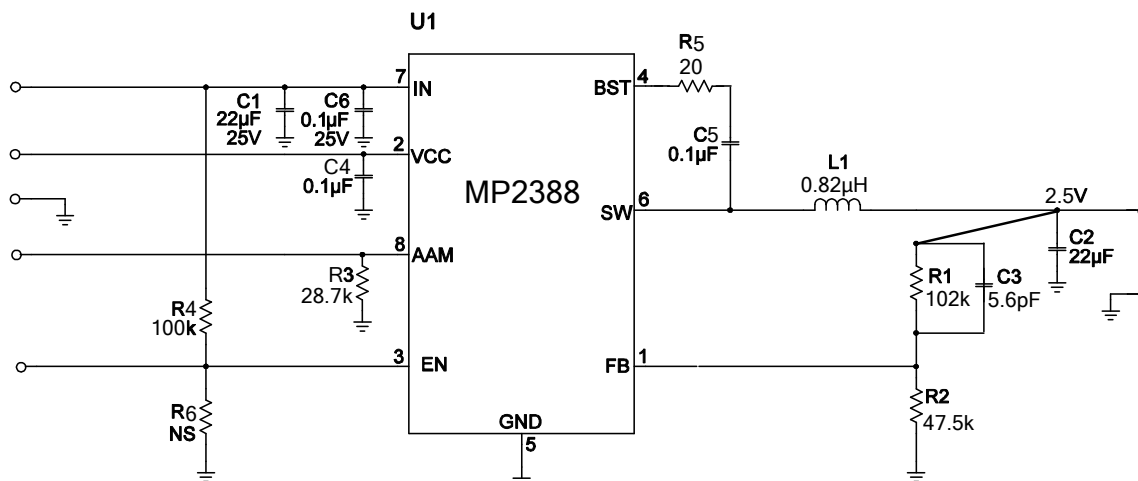 U1
R5
20
7
IN
BST
4
C1
22µF
25V
C6
0.1µF
25V
C5
0.1µF
2
VCC
C4
0.1µF
MP2388
L1
0.82µH
2.5V
SW
6
8
AAM
C2
22µF
R3
28.7k
R1
102k
C3
5.6pF
R4
100k
3
EN
FB
1
R6
NS
R2
47.5k
GND
5